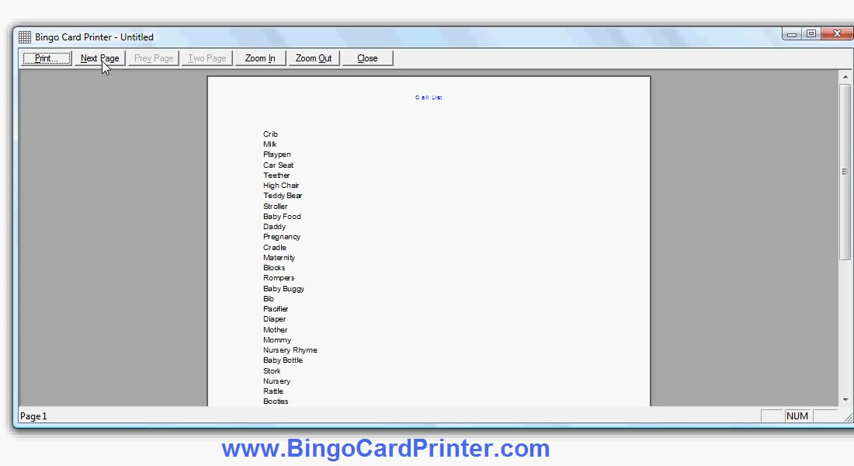 Bingo Card Printer - Untitled
Print... Next Page Prev Page Two Page Zoom In Zoom Out Close
Call List
Crib
Milk
Playpen
Car Seat
Teether
High Chair
Teddy Bear
Stroller
Baby Food
Daddy
Pregnancy
Cradle
Maternity
Blocks
Rompers
Baby Buggy
Bib
Pacifier
Diaper
Mother
Mommy
Nursery Rhyme
Baby Bottle
Stork
Nursery
Rattle
Booties
Page 1 NUM
www.BingoCardPrinter.com